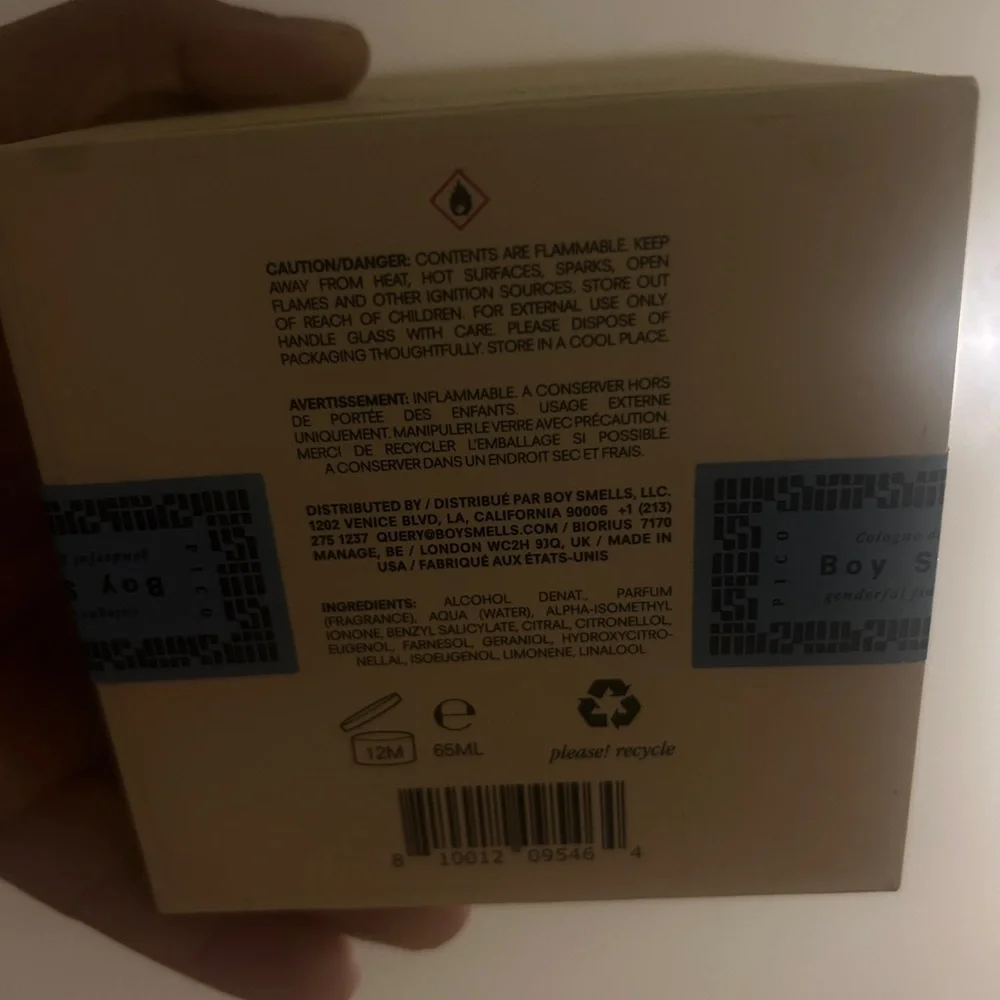 CAUTION/DANGER: CONTENTS ARE FLAMMABLE. KEEP
AWAY FROM HEAT, HOT SURFACES, SPARKS, OPEN
FLAMES AND OTHER IGNITION SOURCES. STORE OUT
OF REACH OF CHILDREN. FOR EXTERNAL USE ONLY.
HANDLE GLASS WITH CARE. PLEASE DISPOSE OF
PACKAGING THOUGHTFULLY. STORE IN A COOL PLACE.
AVERTISSEMENT: INFLAMMABLE. A CONSERVER HORS
DE PORTÉE DES ENFANTS. USAGE EXTERNE
UNIQUEMENT. MANIPULER LE VERRE AVEC PRÉCAUTION.
MERCI DE RECYCLER L'EMBALLAGE SI POSSIBLE.
A CONSERVER DANS UN ENDROIT SEC ET FRAIS.
DISTRIBUTED BY / DISTRIBUÉ PAR BOY SMELLS, LLC.
1202 VENICE BLVD, LA, CALIFORNIA 90006 +1 (213)
275 1237 QUERY@BOYSMELLS.COM / BIORIUS 7170
MANAGE, BE / LONDON WC2H 9JQ, UK / MADE IN
USA / FABRIQUÉ AUX ÉTATS-UNIS
INGREDIENTS: ALCOHOL DENAT., PARFUM
(FRAGRANCE), AQUA (WATER), ALPHA-ISOMETHYL
IONONE, BENZYL SALICYLATE, CITRAL, CITRONELLOL,
EUGENOL, FARNESOL, GERANIOL, HYDROXYCITRO-
NELLAL, ISOEUGENOL, LIMONENE, LINALOOL
12M
e
65ML
please! recycle
8 10012 09546 4
PICO
Cologne
Boy S
genderful
Boy S